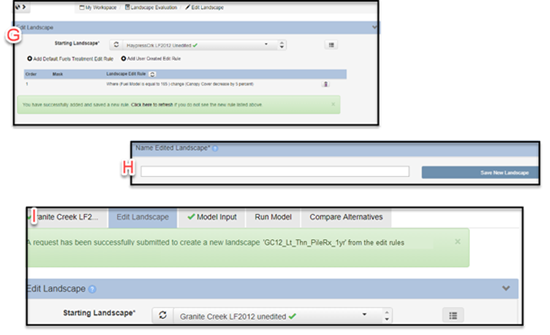 My Workspace Landscape Evaluation Edit Landscape
G
Edit Landscape
Starting Landscape* LF2012 Unedited
Add Default Fuels Treatment Edit Rule Add User Created Edit Rule
Order Mask Landscape Edit Rule
1 Where (Fuel Model is equal to 165 ) change (Canopy Cover decrease by percent)
You have successfully added and saved a new rule. Click here to refresh if you do not see the new rule listed above
H
Name Edited Landscape* ?
Save New Landscape
I
Granite Creek LF2... Edit Landscape Model Input Run Model Compare Alternatives
A request has been successfully submitted to create a new landscape 'GC12_Lt_Thn_PileRx_1yr' from the edit rules ×
Edit Landscape ?
Starting Landscape* Granite Creek LF2012 unedited